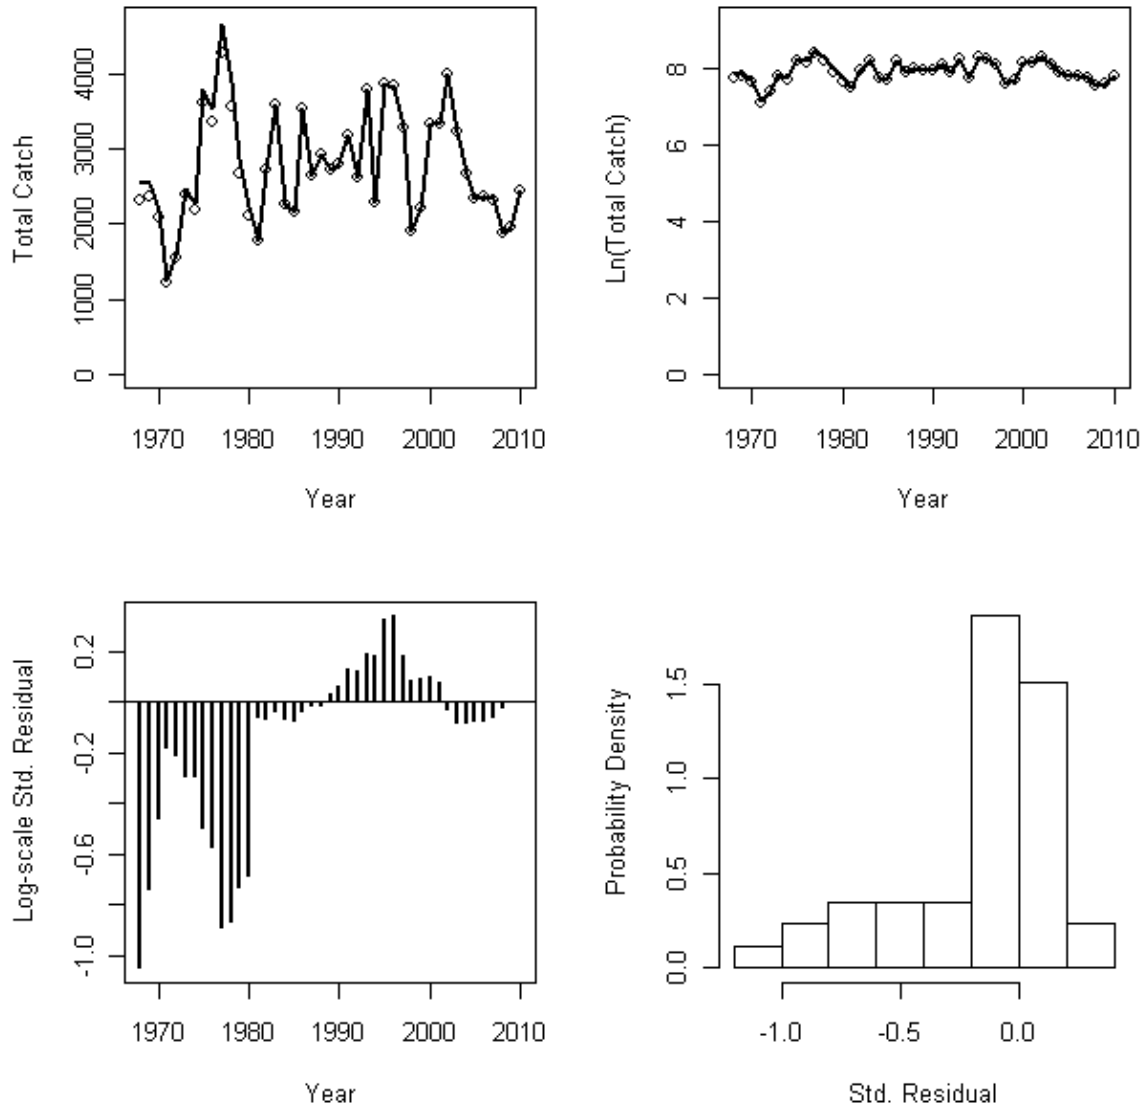 Total Catch
0 1000 2000 3000 4000
1970 1980 1990 2000 2010
Year
Ln(Total Catch)
0 2 4 6 8
1970 1980 1990 2000 2010
Year
Log-scale Std. Residual
-1.0 -0.6 -0.2 0.2
1970 1980 1990 2000 2010
Year
Probability Density
0.0 0.5 1.0 1.5
-1.0 -0.5 0.0
Std. Residual